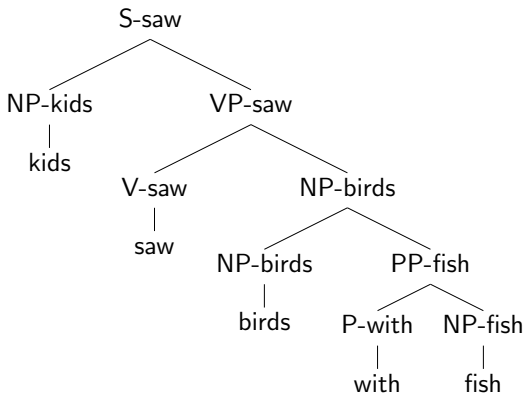 S-saw
NP-kids VP-saw
kids
V-saw NP-birds
saw
NP-birds PP-fish
birds
P-with NP-fish
with fish